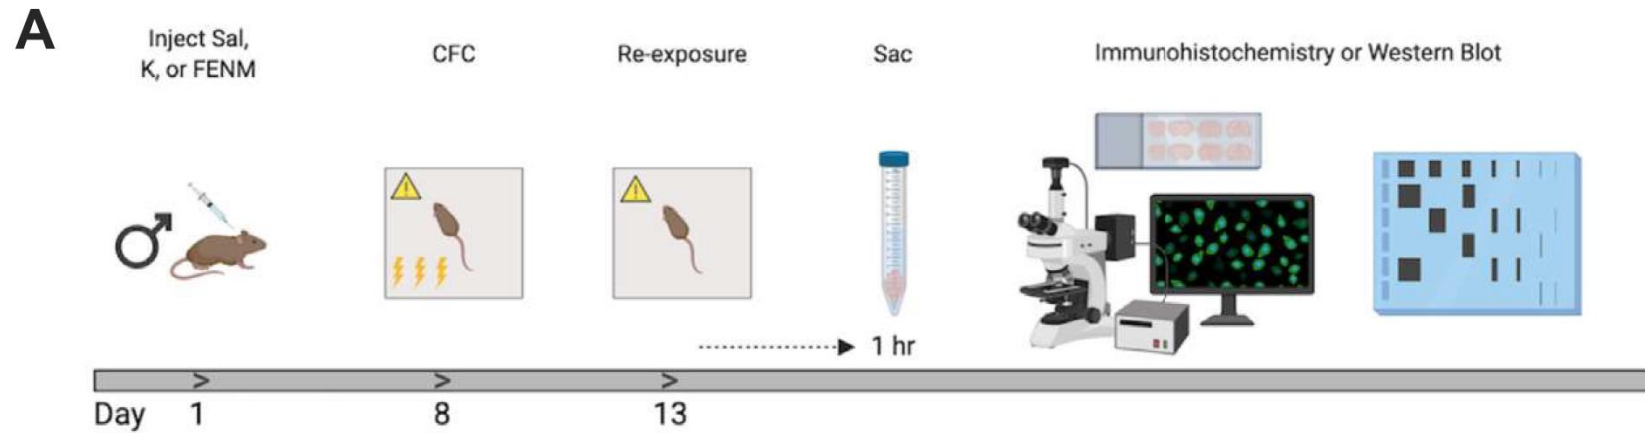 A
Inject Sal,
K, or FENM
CFC
Re-exposure
Sac
Immunohistochemistry or Western Blot
1 hr
Day 1 8 13